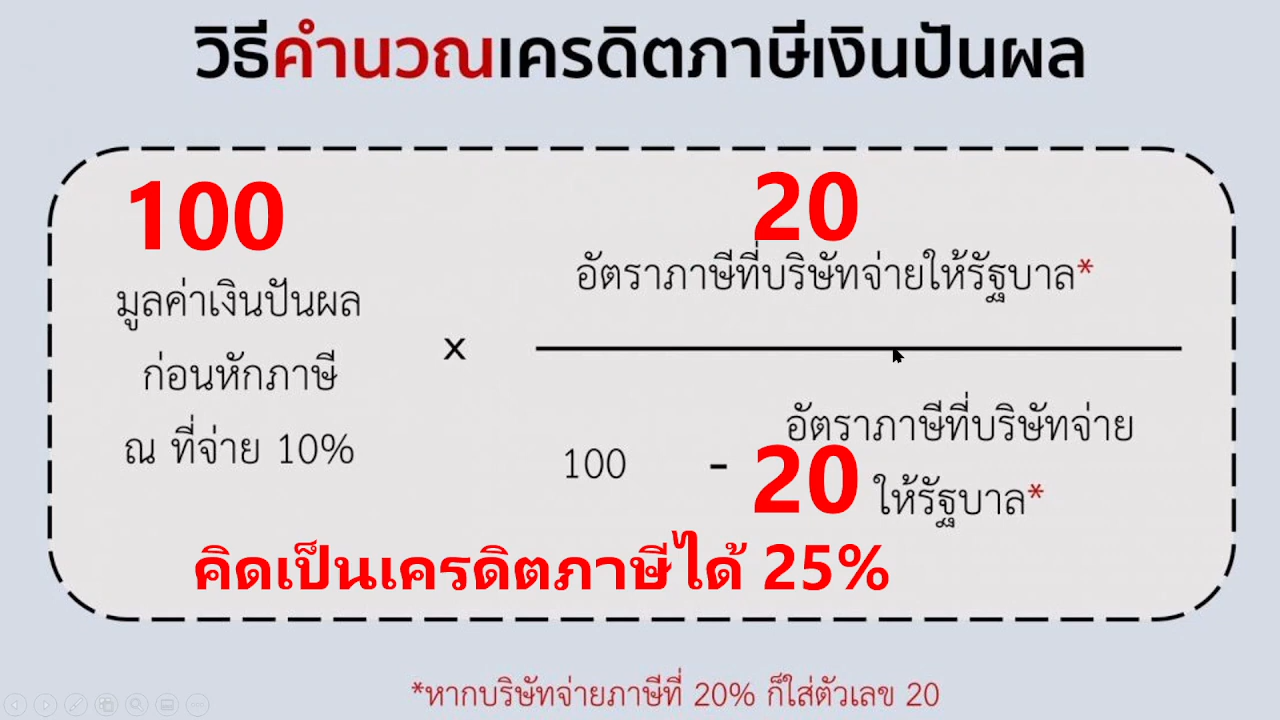 วิธีคำนวณเครดิตภาษีเงินปันผล
100
มูลค่าเงินปันผล
ก่อนหักภาษี
ณ ที่จ่าย 10%
x
20
อัตราภาษีที่บริษัทจ่ายให้รัฐบาล*
100 -
อัตราภาษีที่บริษัทจ่าย
20 ให้รัฐบาล*
คิดเป็นเครดิตภาษีได้ 25%
*หากบริษัทจ่ายภาษีที่ 20% ก็ใส่ตัวเลข 20